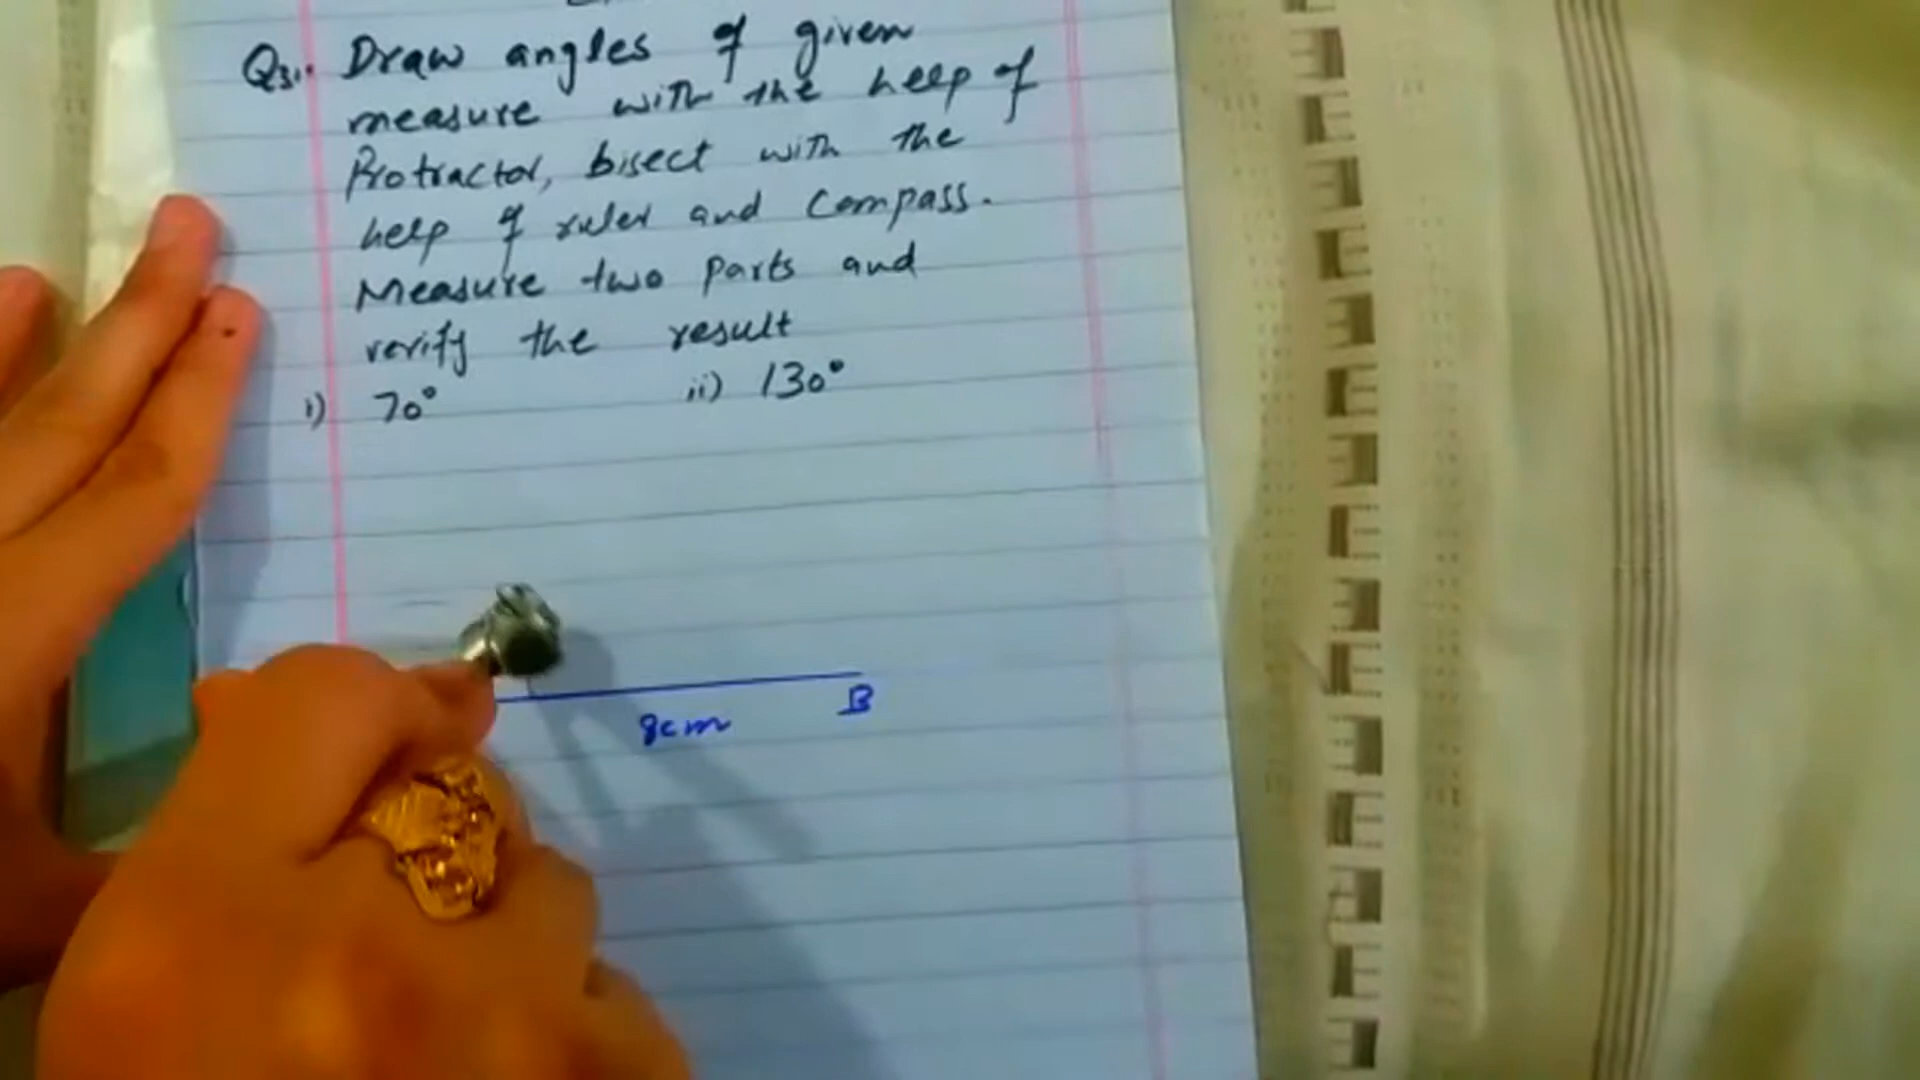 Q3. Draw angles of given
measure with the help of
Protractor, bisect with the
help of ruler and Compass.
Measure two parts and
verify the result
i) 70° ii) 130°
B
8cm